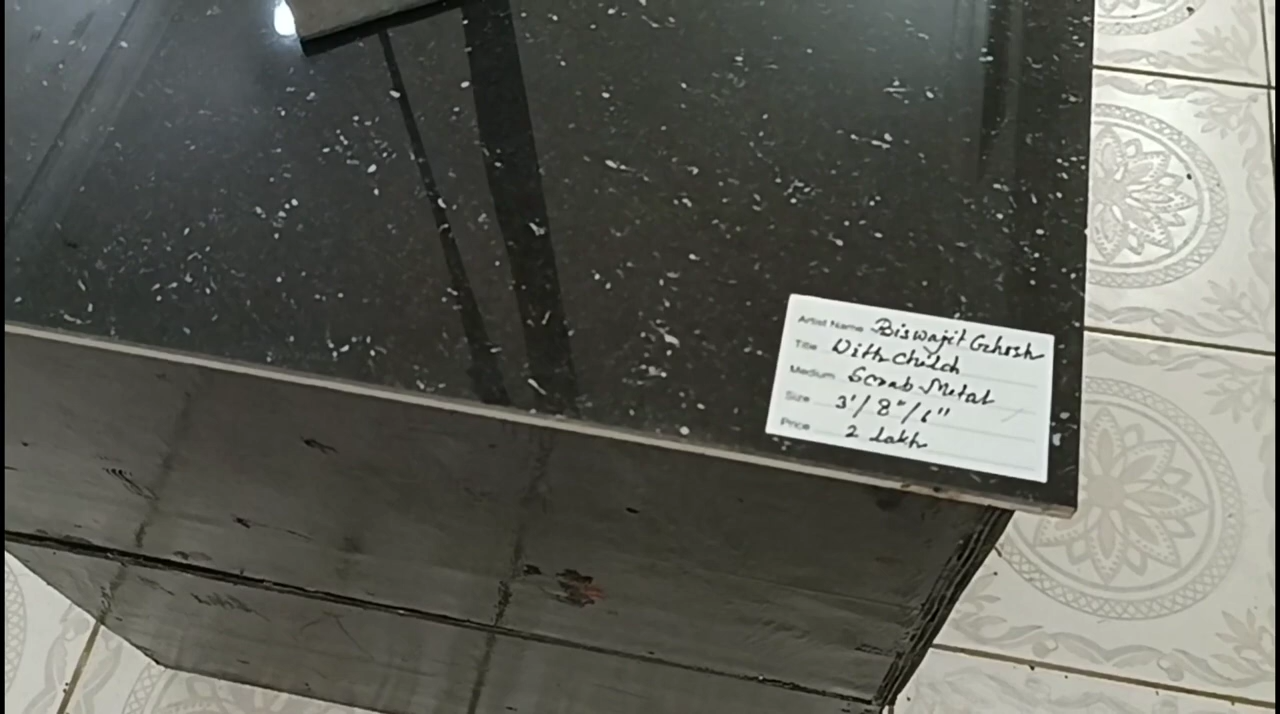 Artist Name Biswajit Ghosh
Title With Child
Medium Scrab Metal
Size 3'/8"/6"
Price 2 lakh